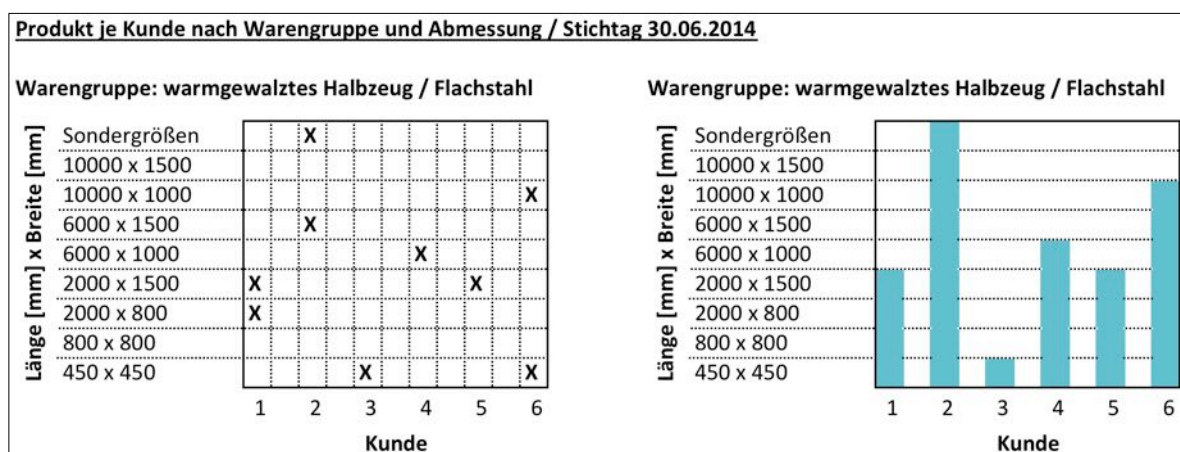 Produkt je Kunde nach Warengruppe und Abmessung / Stichtag 30.06.2014
Warengruppe: warmgewalztes Halbzeug / Flachstahl
Länge [mm] x Breite [mm]
Sondergrößen X
10000 x 1500
10000 x 1000 X
6000 x 1500 X
6000 x 1000 X
2000 x 1500 X X
2000 x 800 X
800 x 800
450 x 450 X X
1 2 3 4 5 6
Kunde
Warengruppe: warmgewalztes Halbzeug / Flachstahl
Länge [mm] x Breite [mm]
Sondergrößen
10000 x 1500
10000 x 1000
6000 x 1500
6000 x 1000
2000 x 1500
2000 x 800
800 x 800
450 x 450
1 2 3 4 5 6
Kunde